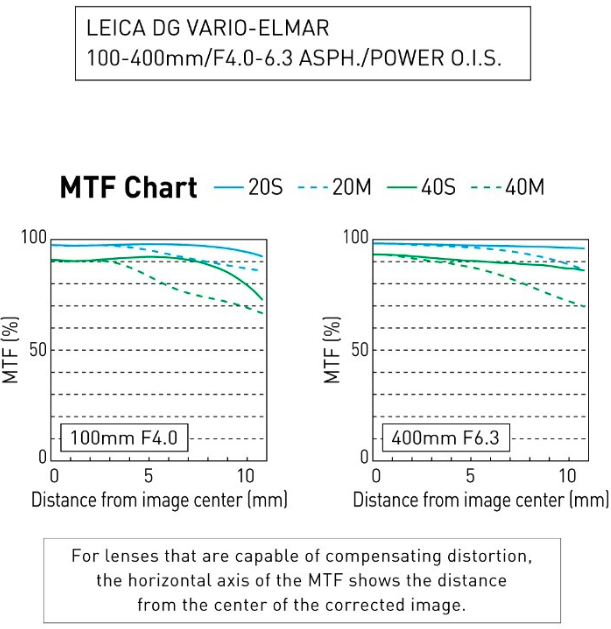 LEICA DG VARIO-ELMAR
100-400mm/F4.0-6.3 ASPH./POWER O.I.S.
MTF Chart 20S 20M 40S 40M
100
50
0
MTF (%)
100mm F4.0
0 5 10
Distance from image center (mm)
100
50
0
MTF (%)
400mm F6.3
0 5 10
Distance from image center (mm)
For lenses that are capable of compensating distortion,
the horizontal axis of the MTF shows the distance
from the center of the corrected image.